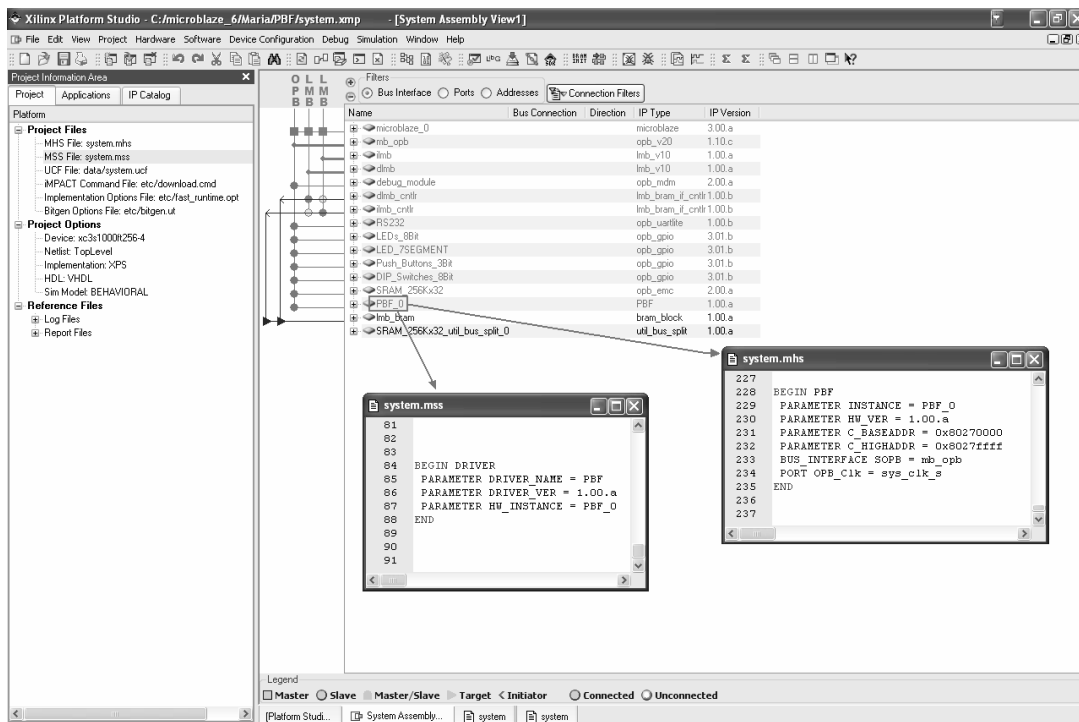 Xilinx Platform Studio - C:/microblaze_6/Maria/PBF/system.xmp - [System Assembly View1]
File Edit View Project Hardware Software Device Configuration Debug Simulation Window Help
Project Information Area
Project Applications IP Catalog
Platform
Project Files
MHS File: system.mhs
MSS File: system.mss
UCF File: data/system.ucf
iMPACT Command File: etc/download.cmd
Implementation Options File: etc/fast_runtime.opt
Bitgen Options File: etc/bitgen.ut
Project Options
Device: xc3s1000ft256-4
Netlist: TopLevel
Implementation: XPS
HDL: VHDL
Sim Model: BEHAVIORAL
Reference Files
Log Files
Report Files
O L L
P M M
B B B
Filters
Bus Interface Ports Addresses Connection Filters
Name Bus Connection Direction IP Type IP Version
microblaze_0 microblaze 3.00.a
mb_opb opb_v20 1.10.c
ilmb lmb_v10 1.00.a
dlmb lmb_v10 1.00.a
debug_module opb_mdm 2.00.a
dlmb_cntlr lmb_bram_if_cntlr 1.00.b
ilmb_cntlr lmb_bram_if_cntlr 1.00.b
RS232 opb_uartlite 1.00.b
LEDs_8Bit opb_gpio 3.01.b
LED_7SEGMENT opb_gpio 3.01.b
Push_Buttons_3Bit opb_gpio 3.01.b
DIP_Switches_8Bit opb_gpio 3.01.b
SRAM_256Kx32 opb_emc 2.00.a
PBF_0 PBF 1.00.a
lmb_bram bram_block 1.00.a
SRAM_256Kx32_util_bus_split_0 util_bus_split 1.00.a
system.mss
81
82
83
84 BEGIN DRIVER
85 PARAMETER DRIVER_NAME = PBF
86 PARAMETER DRIVER_VER = 1.00.a
87 PARAMETER HW_INSTANCE = PBF_0
88 END
89
90
91
system.mhs
227
228 BEGIN PBF
229 PARAMETER INSTANCE = PBF_0
230 PARAMETER HW_VER = 1.00.a
231 PARAMETER C_BASEADDR = 0x80270000
232 PARAMETER C_HIGHADDR = 0x8027ffff
233 BUS_INTERFACE SOPB = mb_opb
234 PORT OPB_Clk = sys_clk_s
235 END
236
237
Legend
Master Slave Master/Slave Target Initiator Connected Unconnected
[Platform Studi... System Assembly... system system